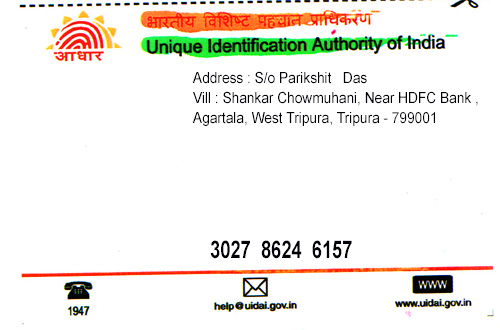 भारतीय विशिष्ट पहचान प्राधिकरण
Unique Identification Authority of India
आधार
Address : S/o Parikshit Das
Vill : Shankar Chowmuhani, Near HDFC Bank ,
Agartala, West Tripura, Tripura - 799001
3027 8624 6157
WWW
1947
help@uidai.gov.in
www.uidai.gov.in